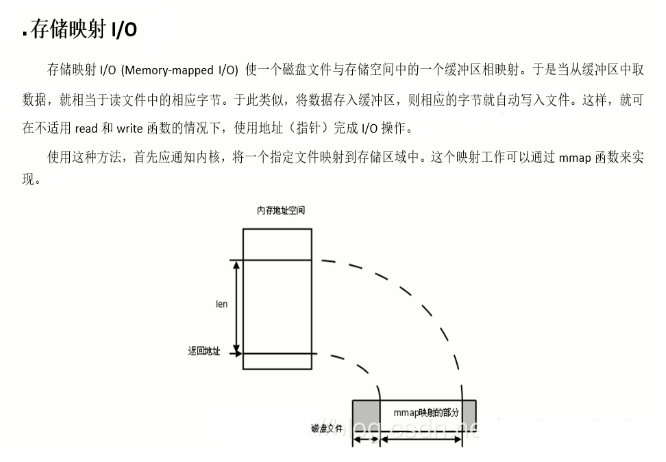 .存储映射 I/O
存储映射 I/O (Memory-mapped I/O) 使一个磁盘文件与存储空间中的一个缓冲区相映射。于是当从缓冲区中取
数据，就相当于读文件中的相应字节。于此类似，将数据存入缓冲区，则相应的字节就自动写入文件。这样，就可
在不适用 read 和 write 函数的情况下，使用地址（指针）完成 I/O 操作。
使用这种方法，首先应通知内核，将一个指定文件映射到存储区域中。这个映射工作可以通过 mmap 函数来实
现。
内存地址空间
len
返回地址
mmap映射的部分
磁盘文件